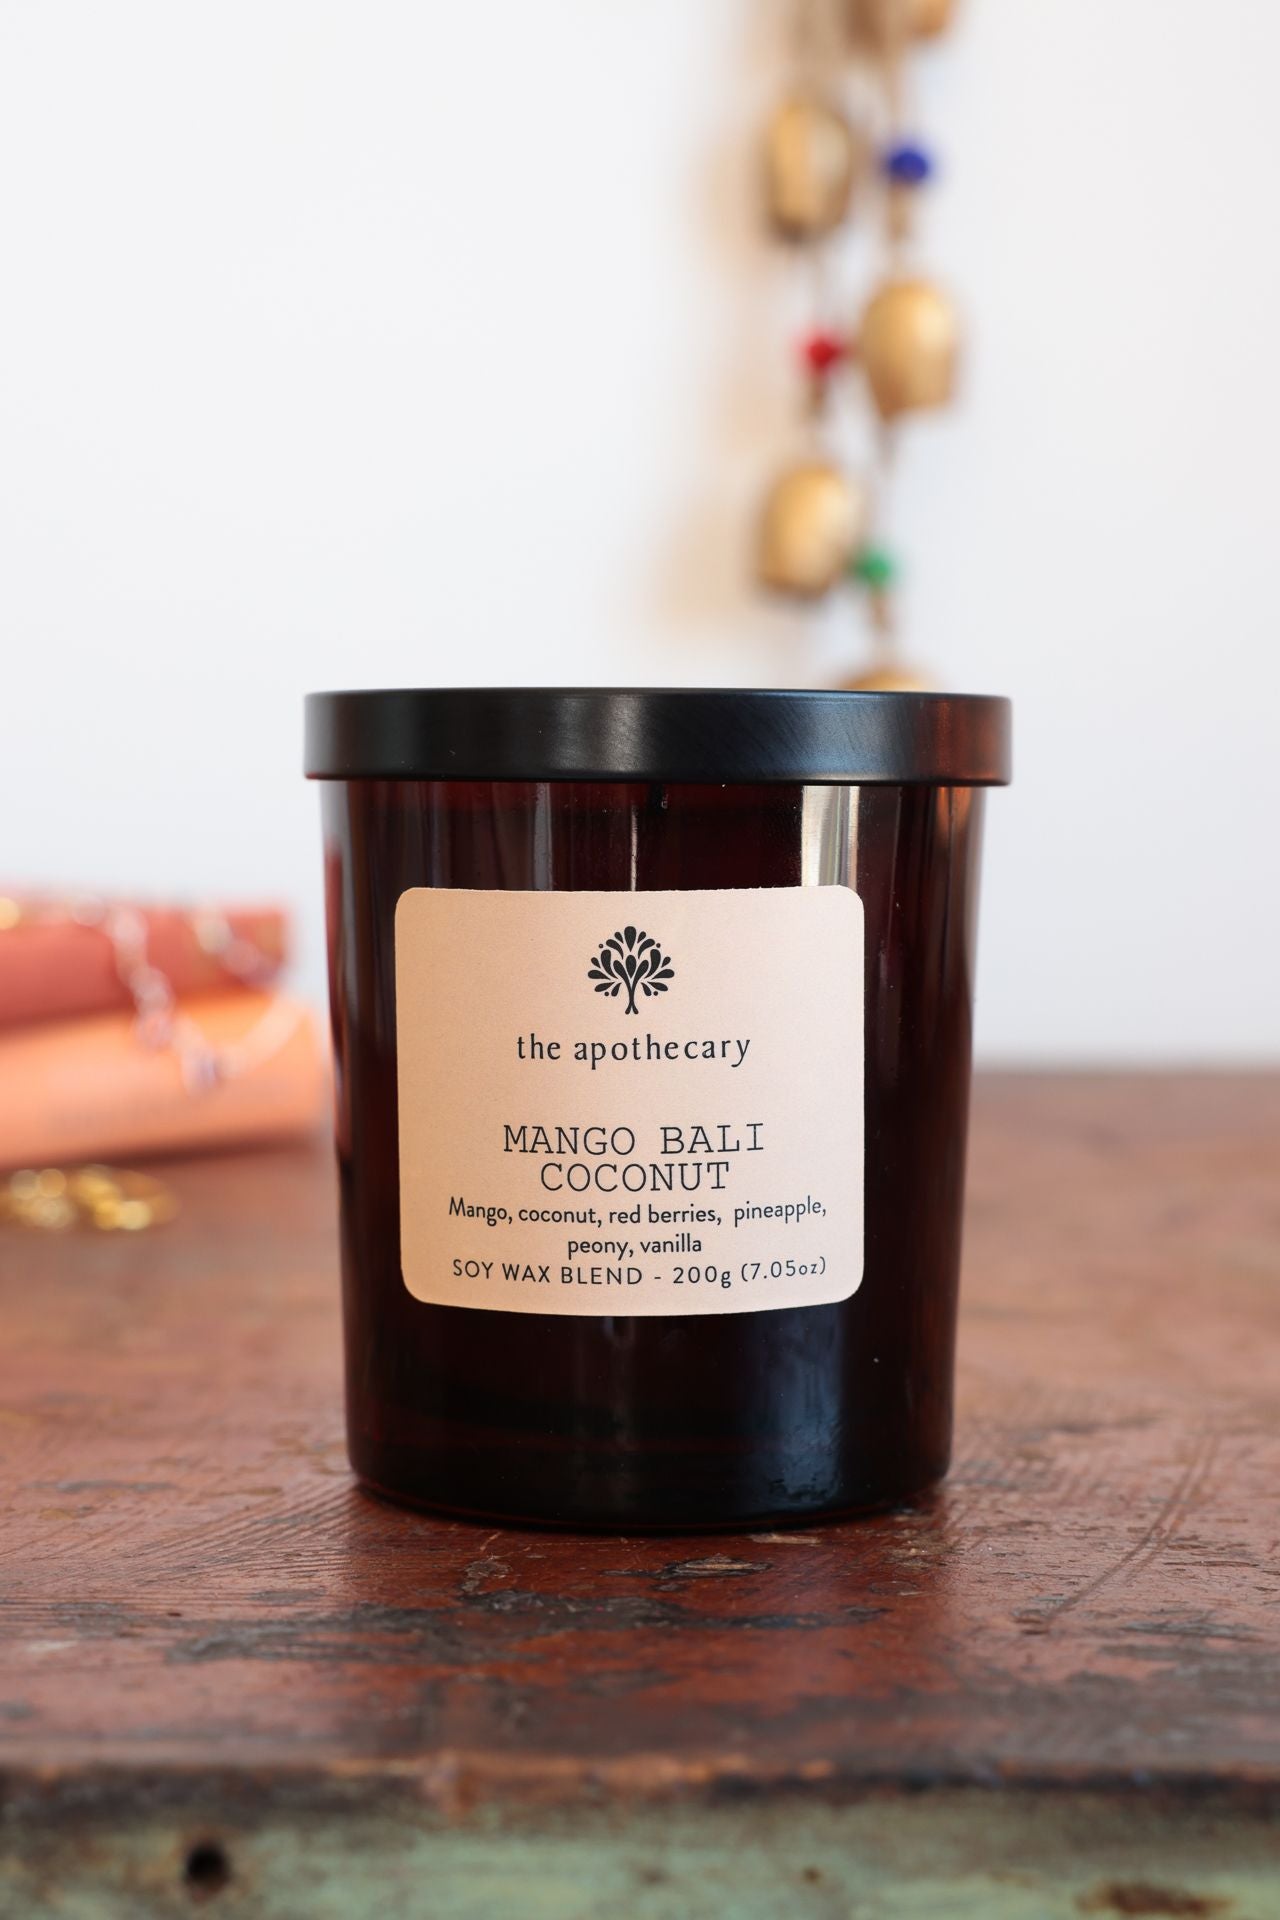 the apothecary
MANGO BALI
COCONUT
Mango, coconut, red berries, pineapple,
peony, vanilla
SOY WAX BLEND - 200g (7.05oz)